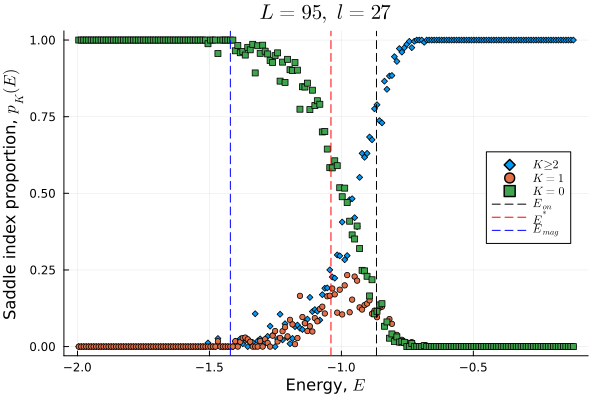 L = 95, l = 27
Saddle index proportion, p_K(E)
1.00
0.75
0.50
0.25
0.00
K≥2
K = 1
K = 0
E_on
E^*
E_mag
−2.0
−1.5
−1.0
−0.5
Energy, E